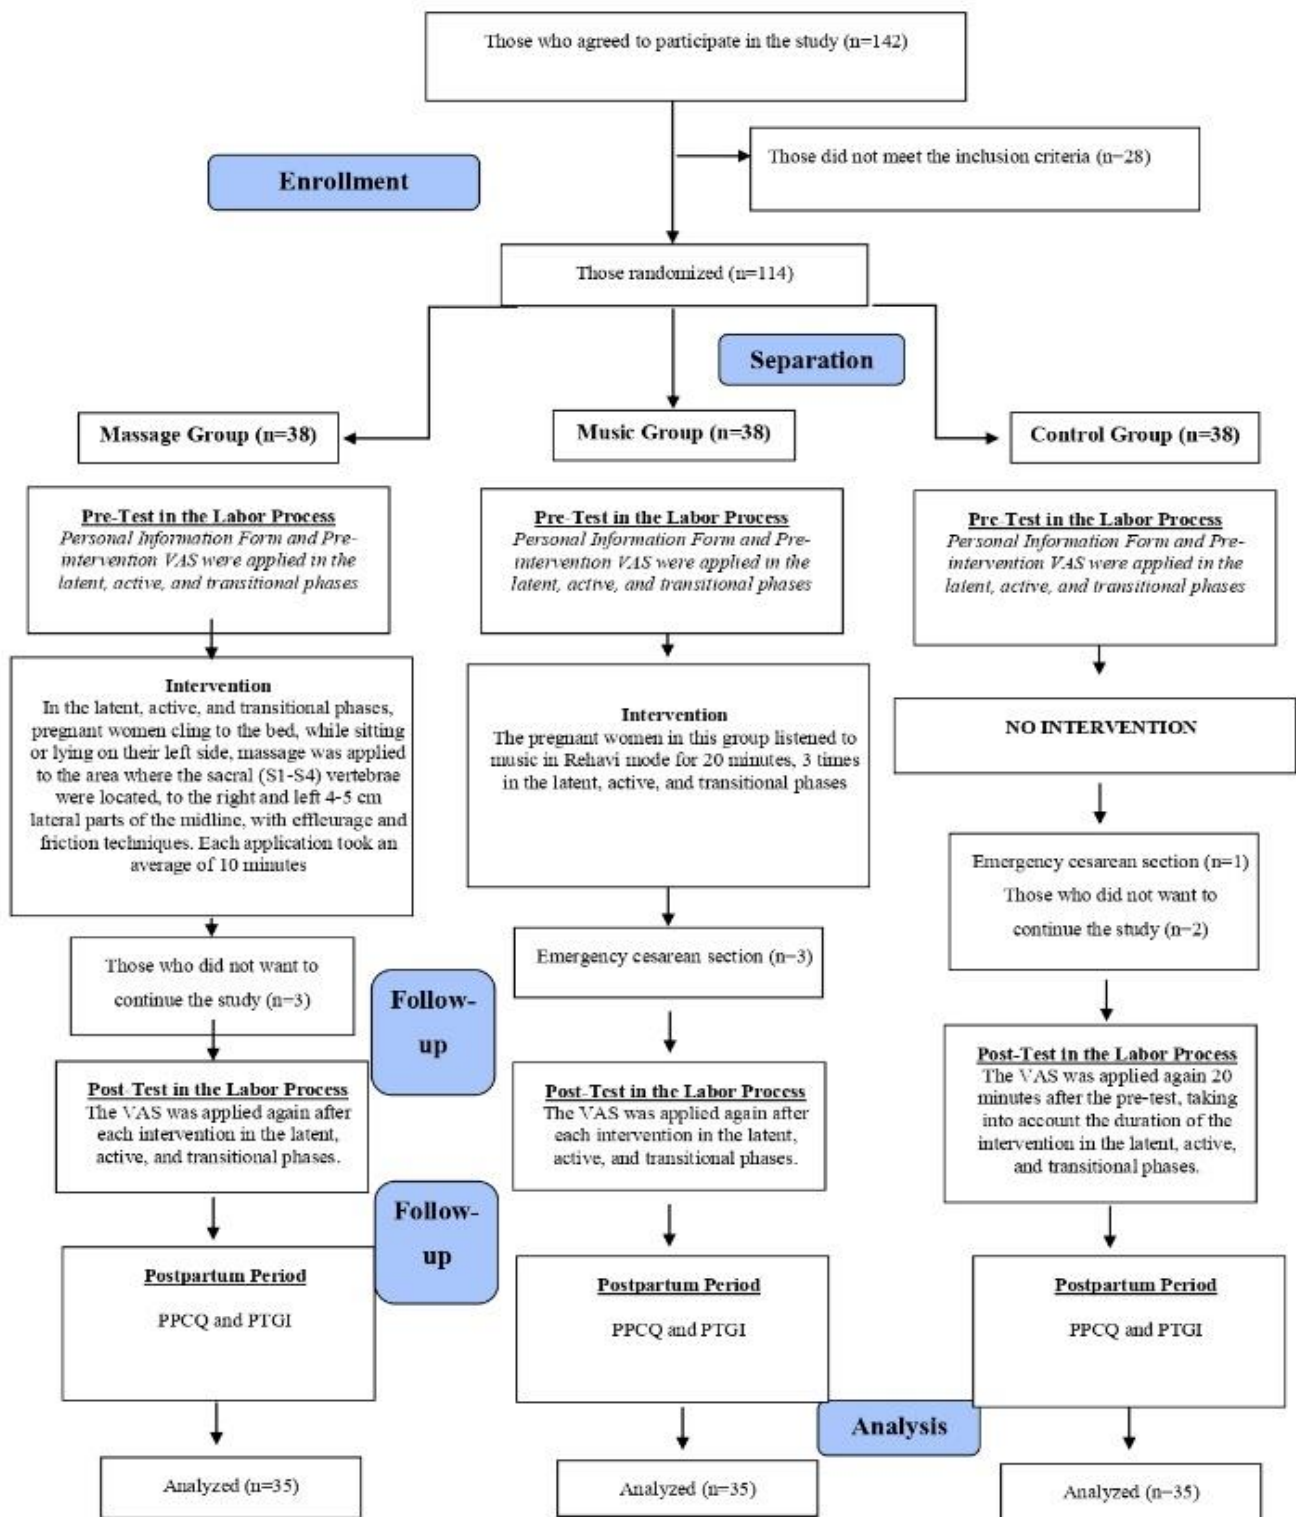 Those who agreed to participate in the study (n=142)
Those did not meet the inclusion criteria (n=28)
Enrollment
Those randomized (n=114)
Separation
Massage Group (n=38)
Music Group (n=38)
Control Group (n=38)
Pre-Test in the Labor Process
Personal Information Form and Pre-
intervention VAS were applied in the
latent, active, and transitional phases
Pre-Test in the Labor Process
Personal Information Form and Pre-
intervention VAS were applied in the
latent, active, and transitional phases
Pre-Test in the Labor Process
Personal Information Form and Pre-
intervention VAS were applied in the
latent, active, and transitional phases
Intervention
In the latent, active, and transitional phases,
pregnant women cling to the bed, while sitting
or lying on their left side, massage was applied
to the area where the sacral (S1-S4) vertebrae
were located, to the right and left 4-5 cm
lateral parts of the midline, with effleurage and
friction techniques. Each application took an
average of 10 minutes
Intervention
The pregnant women in this group listened to
music in Rehavi mode for 20 minutes, 3 times
in the latent, active, and transitional phases
NO INTERVENTION
Those who did not want to
continue the study (n=3)
Emergency cesarean section (n=3)
Emergency cesarean section (n=1)
Those who did not want to
continue the study (n=2)
Follow-
up
Post-Test in the Labor Process
The VAS was applied again after
each intervention in the latent,
active, and transitional phases.
Post-Test in the Labor Process
The VAS was applied again after
each intervention in the latent,
active, and transitional phases.
Post-Test in the Labor Process
The VAS was applied again 20
minutes after the pre-test, taking
into account the duration of the
intervention in the latent, active,
and transitional phases.
Follow-
up
Postpartum Period
PPCQ and PTGI
Postpartum Period
PPCQ and PTGI
Postpartum Period
PPCQ and PTGI
Analysis
Analyzed (n=35)
Analyzed (n=35)
Analyzed (n=35)